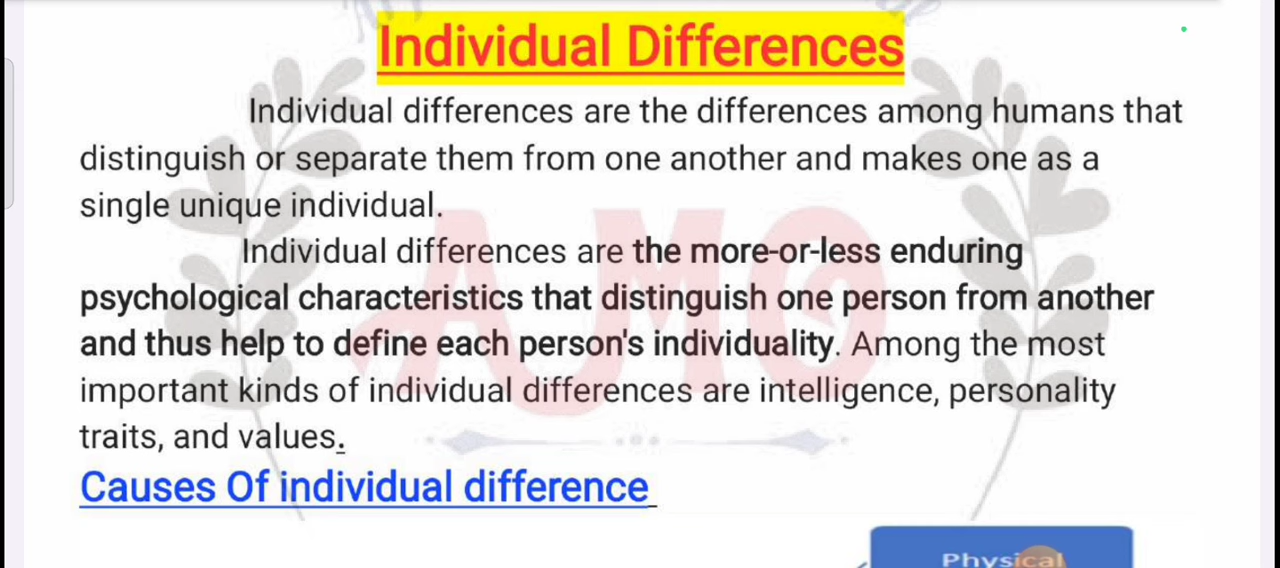 Individual Differences
Individual differences are the differences among humans that
distinguish or separate them from one another and makes one as a
single unique individual.
Individual differences are the more-or-less enduring
psychological characteristics that distinguish one person from another
and thus help to define each person's individuality. Among the most
important kinds of individual differences are intelligence, personality
traits, and values.
Causes Of individual difference
Physical
AMO